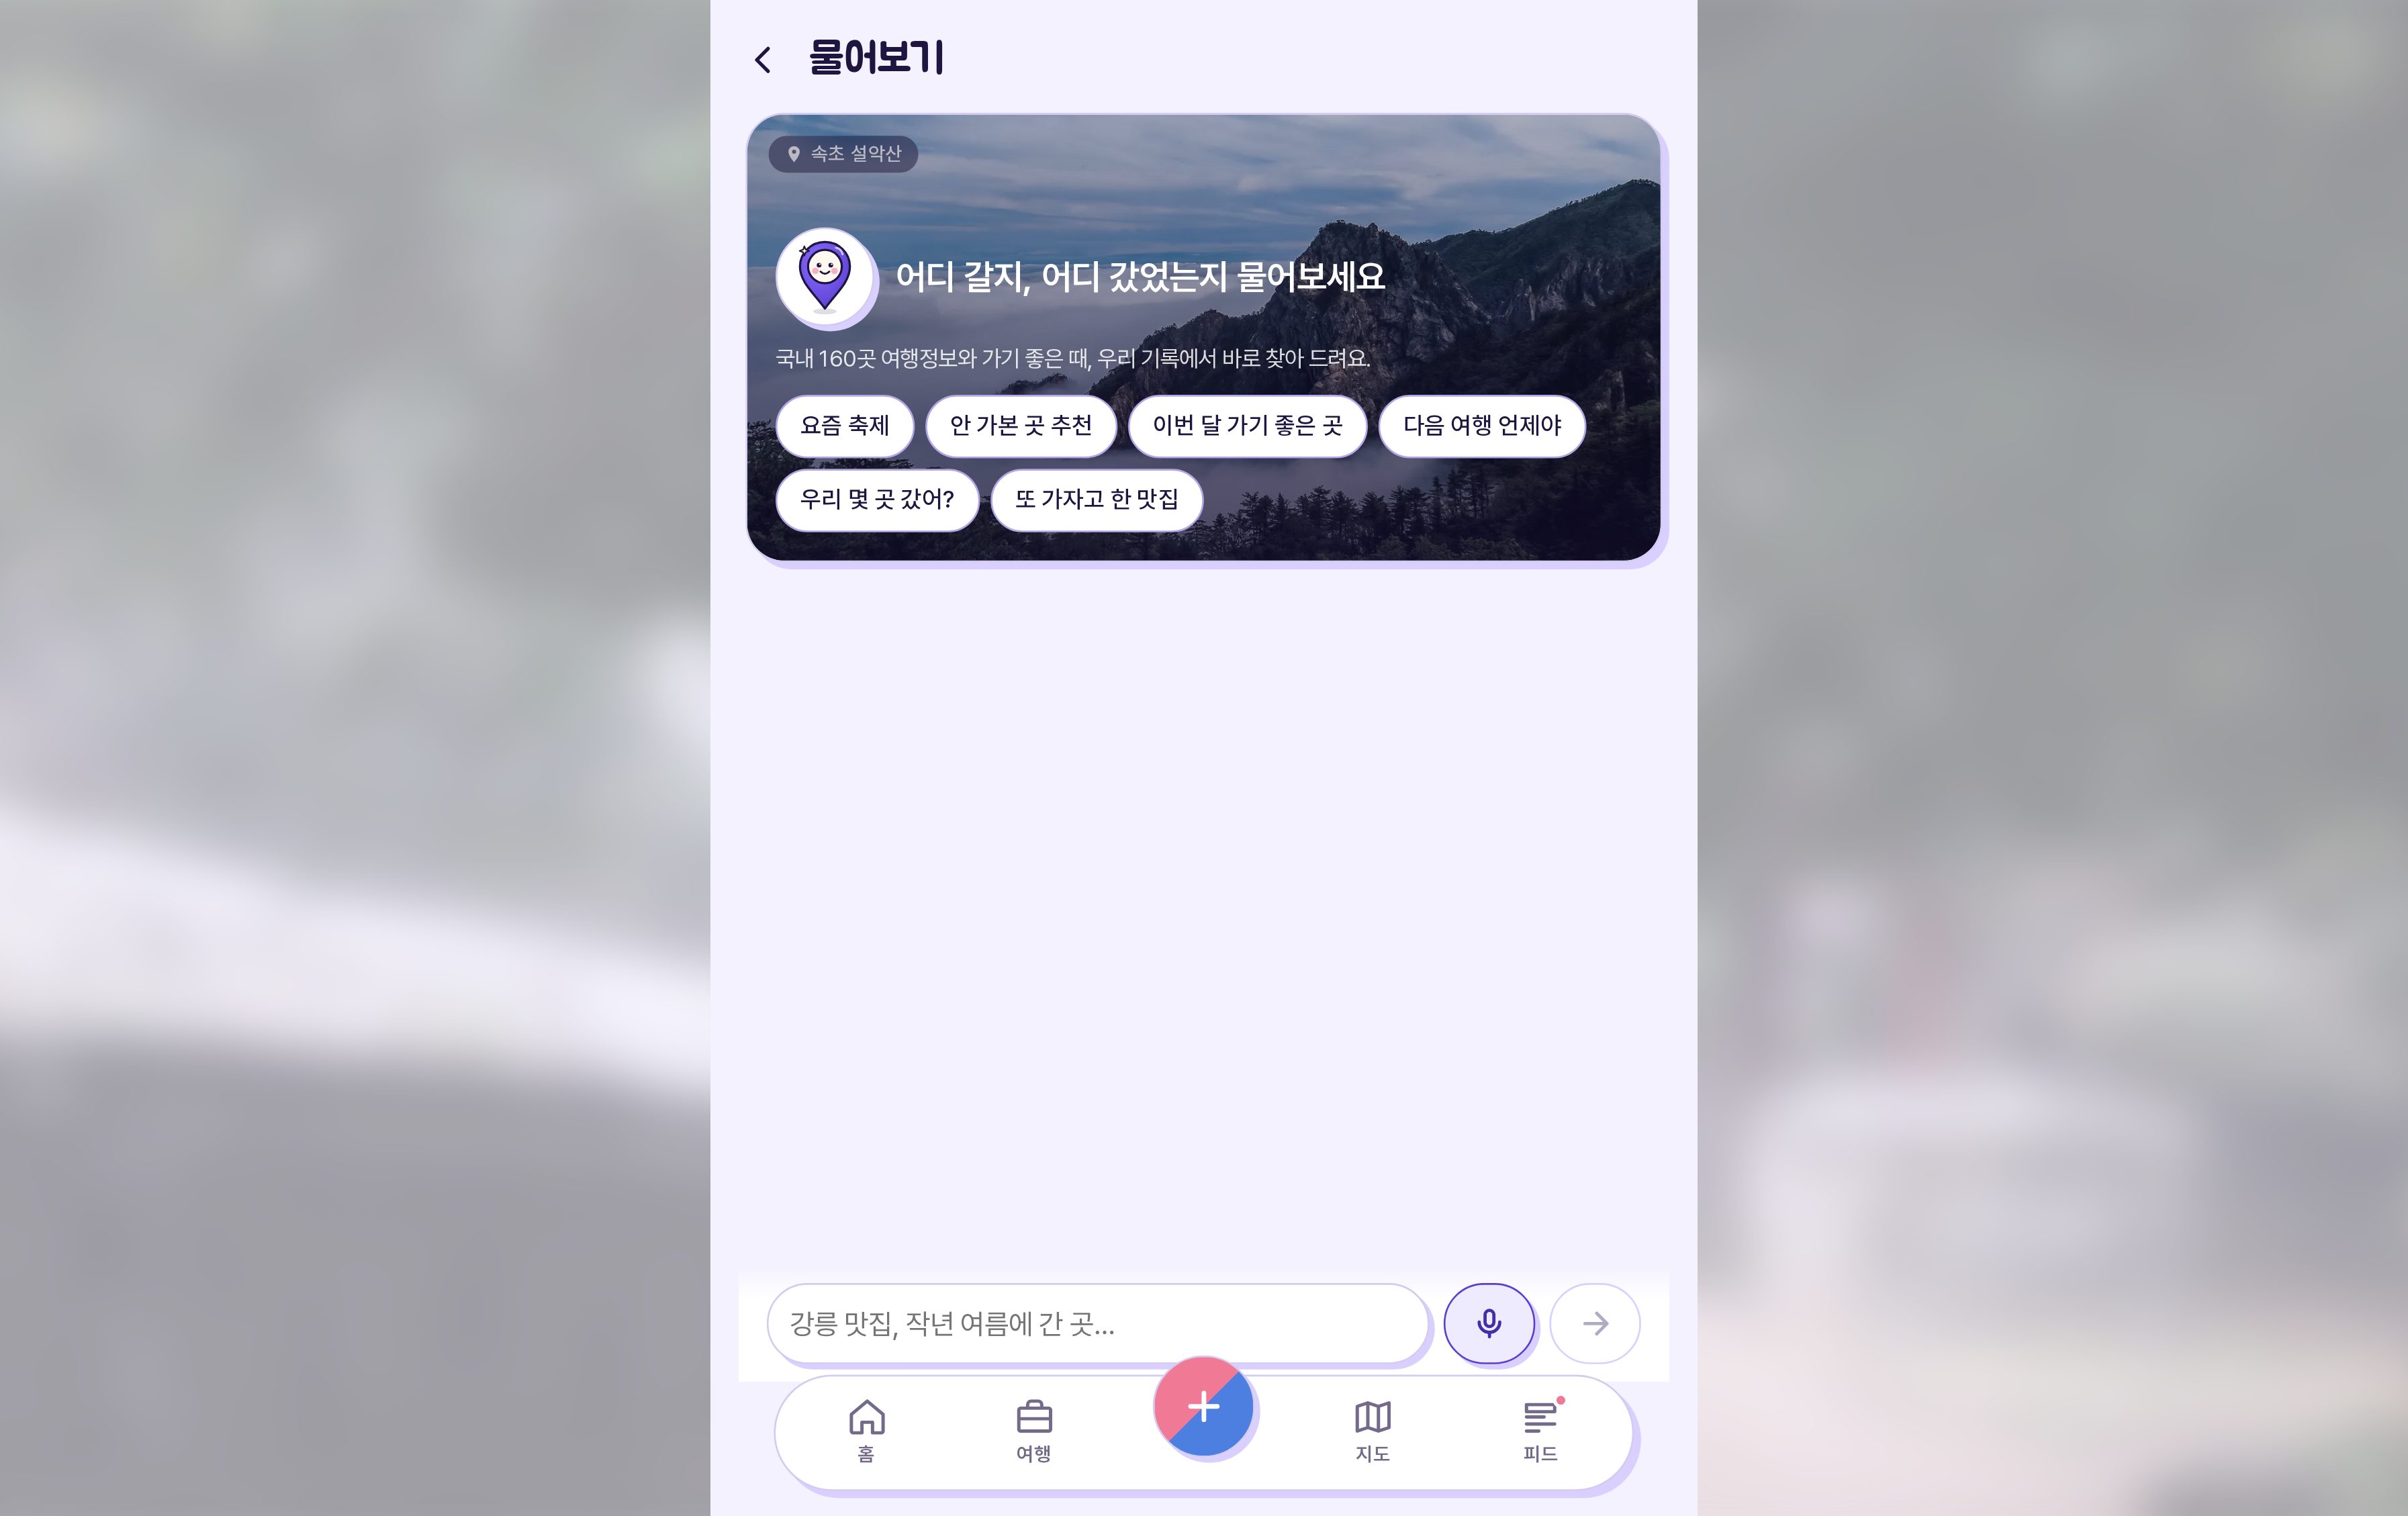 물어보기
속초 설악산
어디 갈지, 어디 갔었는지 물어보세요
국내 160곳 여행정보와 가기 좋은 때, 우리 기록에서 바로 찾아 드려요.
요즘 축제 안 가본 곳 추천 이번 달 가기 좋은 곳 다음 여행 언제야
우리 몇 곳 갔어? 또 가자고 한 맛집
강릉 맛집, 작년 여름에 간 곳...
홈 여행 지도 피드